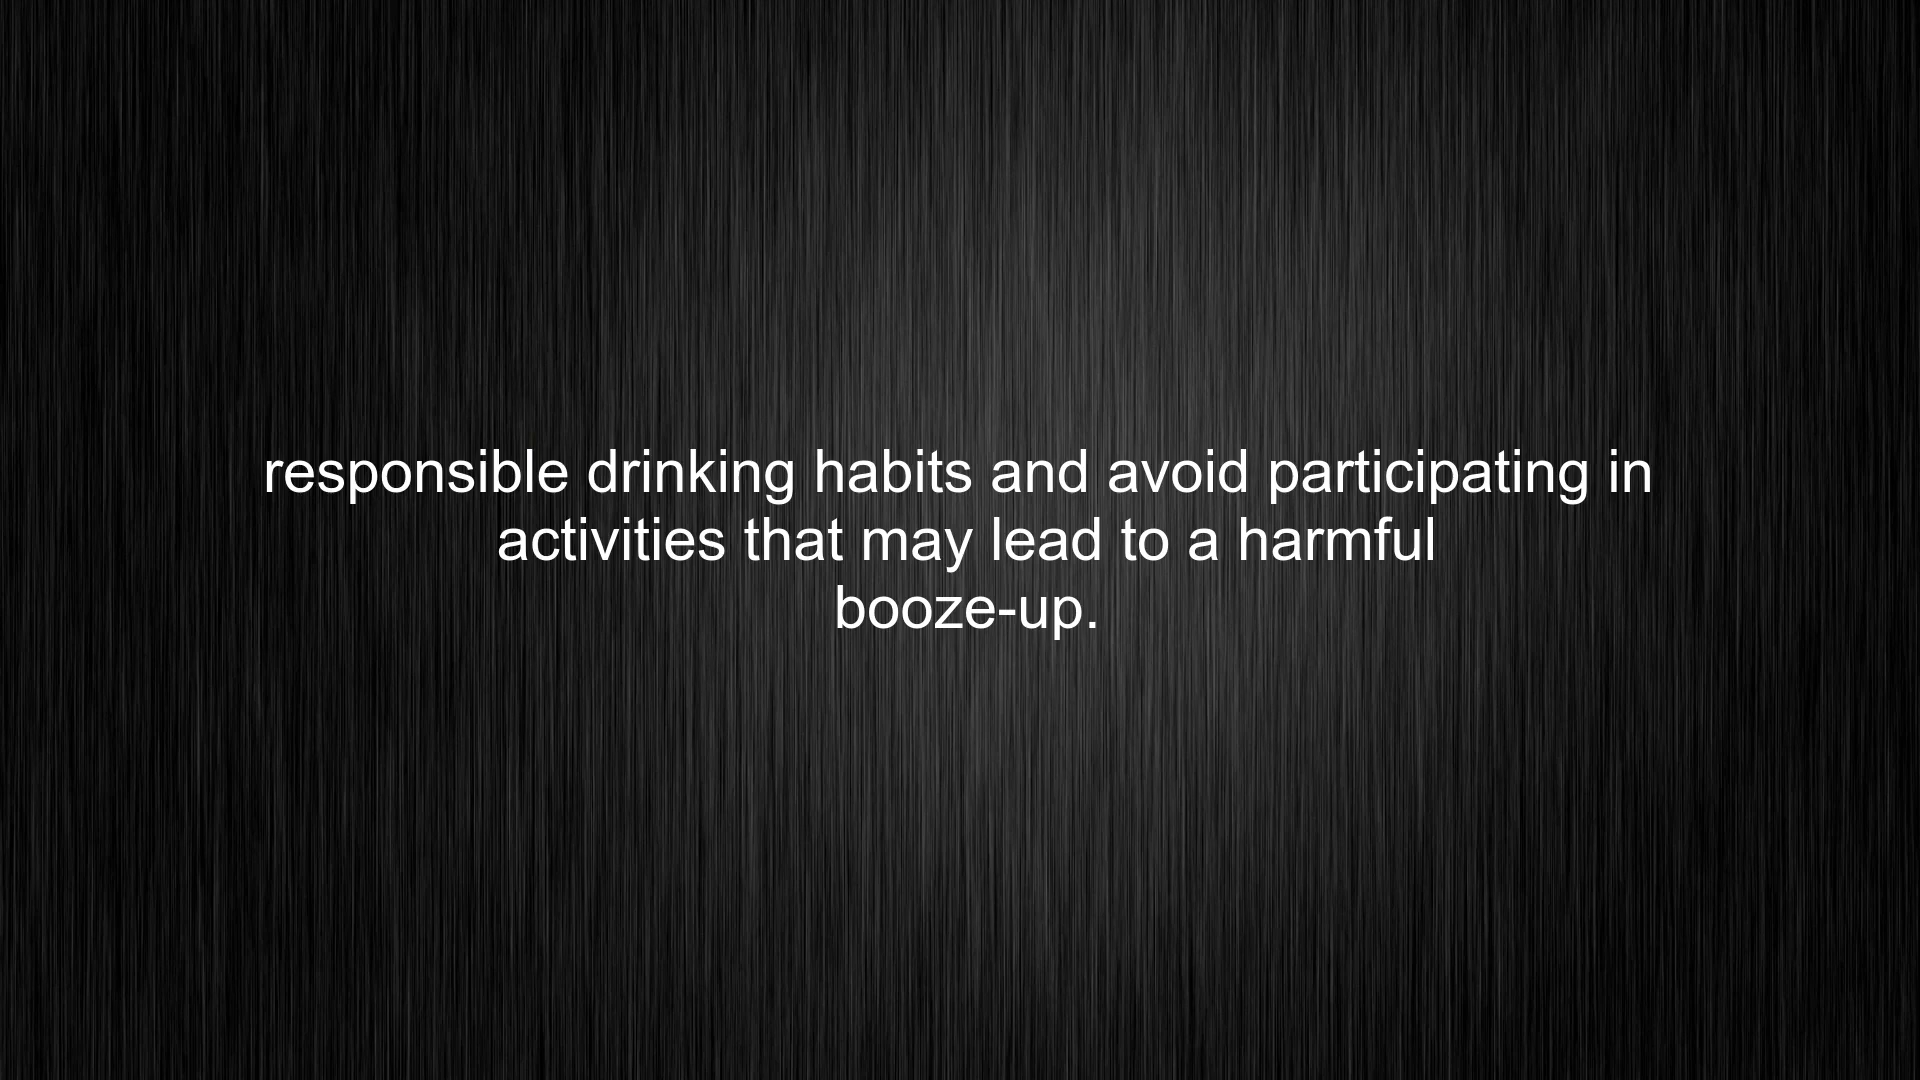 responsible drinking habits and avoid participating in
activities that may lead to a harmful
booze-up.